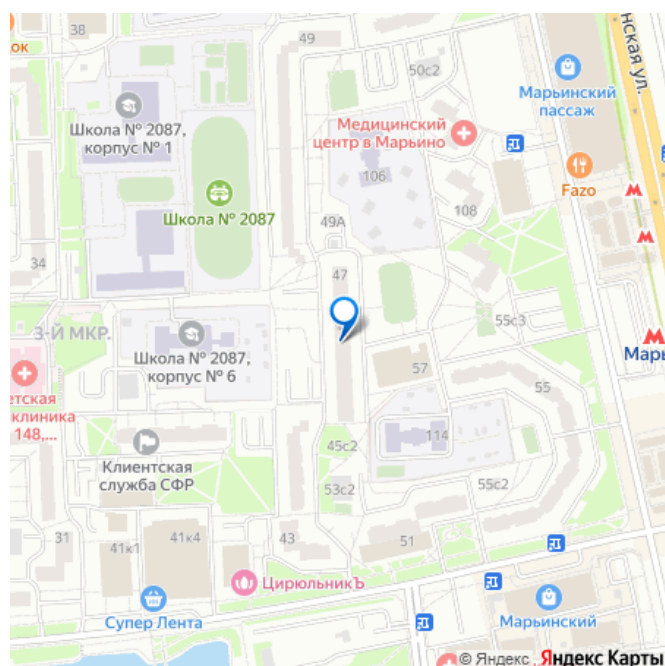 38
ок
49
50с2
нская ул.
Марьинский
пассаж
Школа № 2087,
корпус № 1
Медицинский
центр в Марьино
106
Fazo
Школа № 2087
108
49А
34
47
3-Й МКР.
55с3
Школа № 2087,
корпус № 6
57
Марь
етская
клиника
148,...
55
114
45с2
Клиентская
служба СФР
53с2
55с2
31
41к1
41к4
43
51
ЦирюльникЪ
Супер Лента
Марьинский
© Яндекс Яндекс Карты